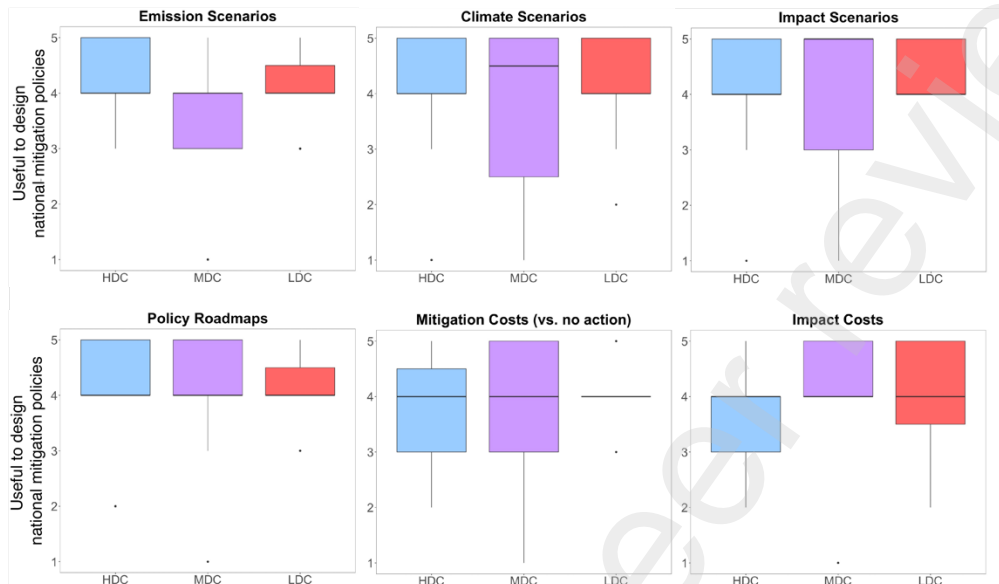 Emission Scenarios
Climate Scenarios
Impact Scenarios
Useful to design
national mitigation policies
5
4
3
2
1
HDC MDC LDC
5
4
3
2
1
HDC MDC LDC
5
4
3
2
1
HDC MDC LDC
Policy Roadmaps
Mitigation Costs (vs. no action)
Impact Costs
Useful to design
national mitigation policies
5
4
3
2
1
HDC MDC LDC
5
4
3
2
1
HDC MDC LDC
5
4
3
2
1
HDC MDC LDC
eer revie